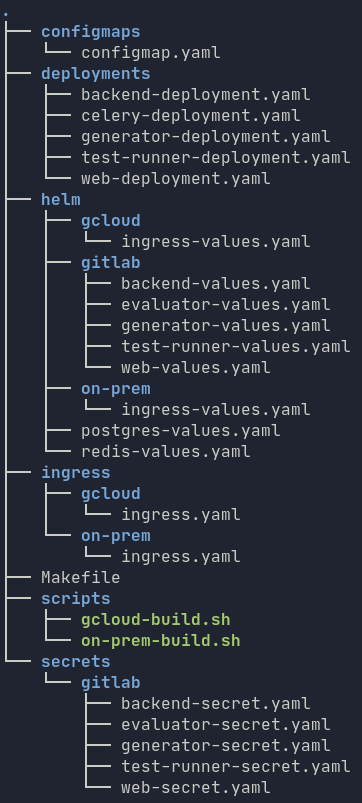 .
├── configmaps
│   └── configmap.yaml
├── deployments
│   ├── backend-deployment.yaml
│   ├── celery-deployment.yaml
│   ├── generator-deployment.yaml
│   ├── test-runner-deployment.yaml
│   └── web-deployment.yaml
├── helm
│   ├── gcloud
│   │   └── ingress-values.yaml
│   ├── gitlab
│   │   ├── backend-values.yaml
│   │   ├── evaluator-values.yaml
│   │   ├── generator-values.yaml
│   │   ├── test-runner-values.yaml
│   │   └── web-values.yaml
│   ├── on-prem
│   │   └── ingress-values.yaml
│   ├── postgres-values.yaml
│   └── redis-values.yaml
├── ingress
│   ├── gcloud
│   │   └── ingress.yaml
│   └── on-prem
│       └── ingress.yaml
├── Makefile
├── scripts
│   ├── gcloud-build.sh
│   └── on-prem-build.sh
└── secrets
    └── gitlab
        ├── backend-secret.yaml
        ├── evaluator-secret.yaml
        ├── generator-secret.yaml
        ├── test-runner-secret.yaml
        └── web-secret.yaml